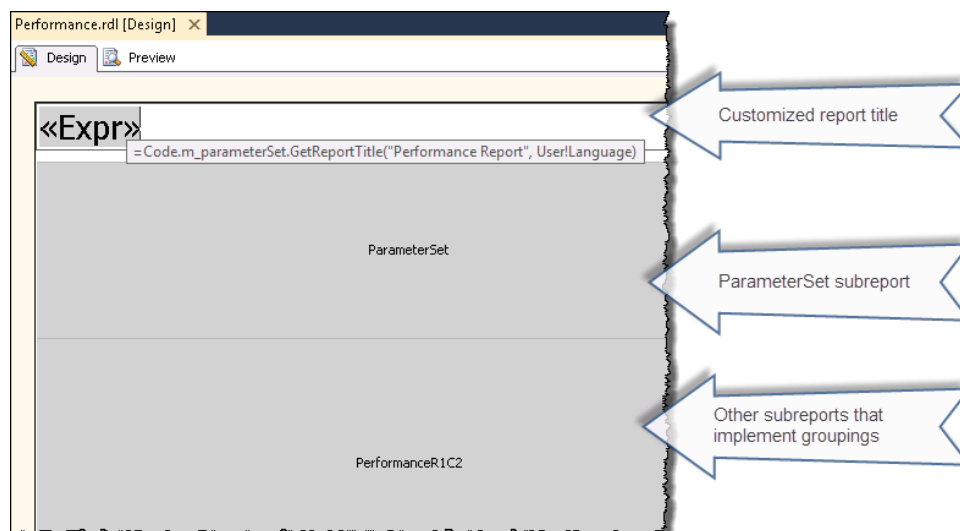 Performance.rdl [Design]
Design Preview
«Expr»
=Code.m_parameterSet.GetReportTitle("Performance Report", User!Language)
Customized report title
ParameterSet
ParameterSet subreport
Other subreports that
implement groupings
PerformanceR1C2